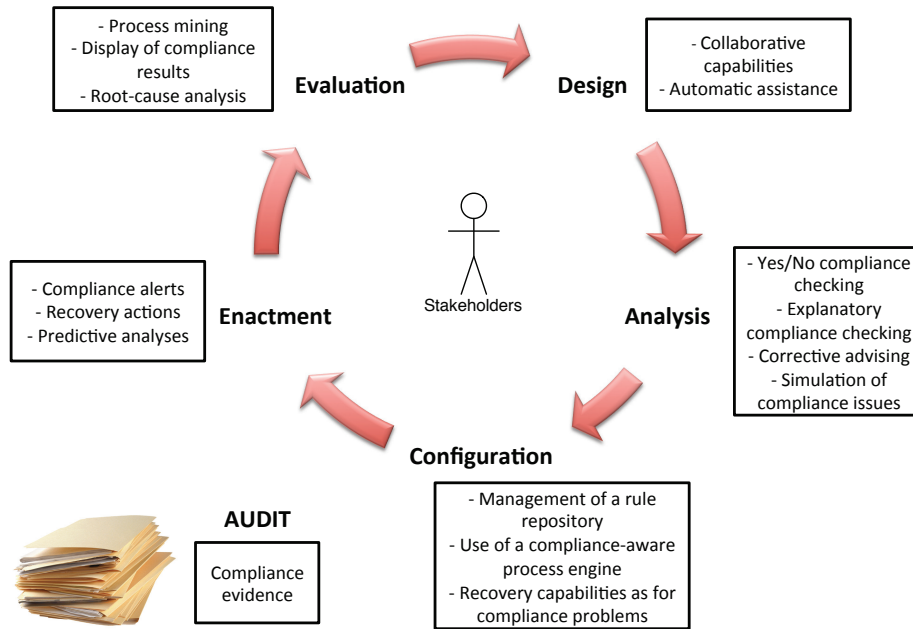 - Process mining
- Display of compliance
results
- Root-cause analysis
Evaluation
Design
- Collaborative
capabilities
- Automatic assistance
- Compliance alerts
- Recovery actions
- Predictive analyses
Enactment
Stakeholders
Analysis
- Yes/No compliance
checking
- Explanatory
compliance checking
- Corrective advising
- Simulation of
compliance issues
Configuration
- Management of a rule
repository
- Use of a compliance-aware
process engine
- Recovery capabilities as for
compliance problems
AUDIT
Compliance
evidence